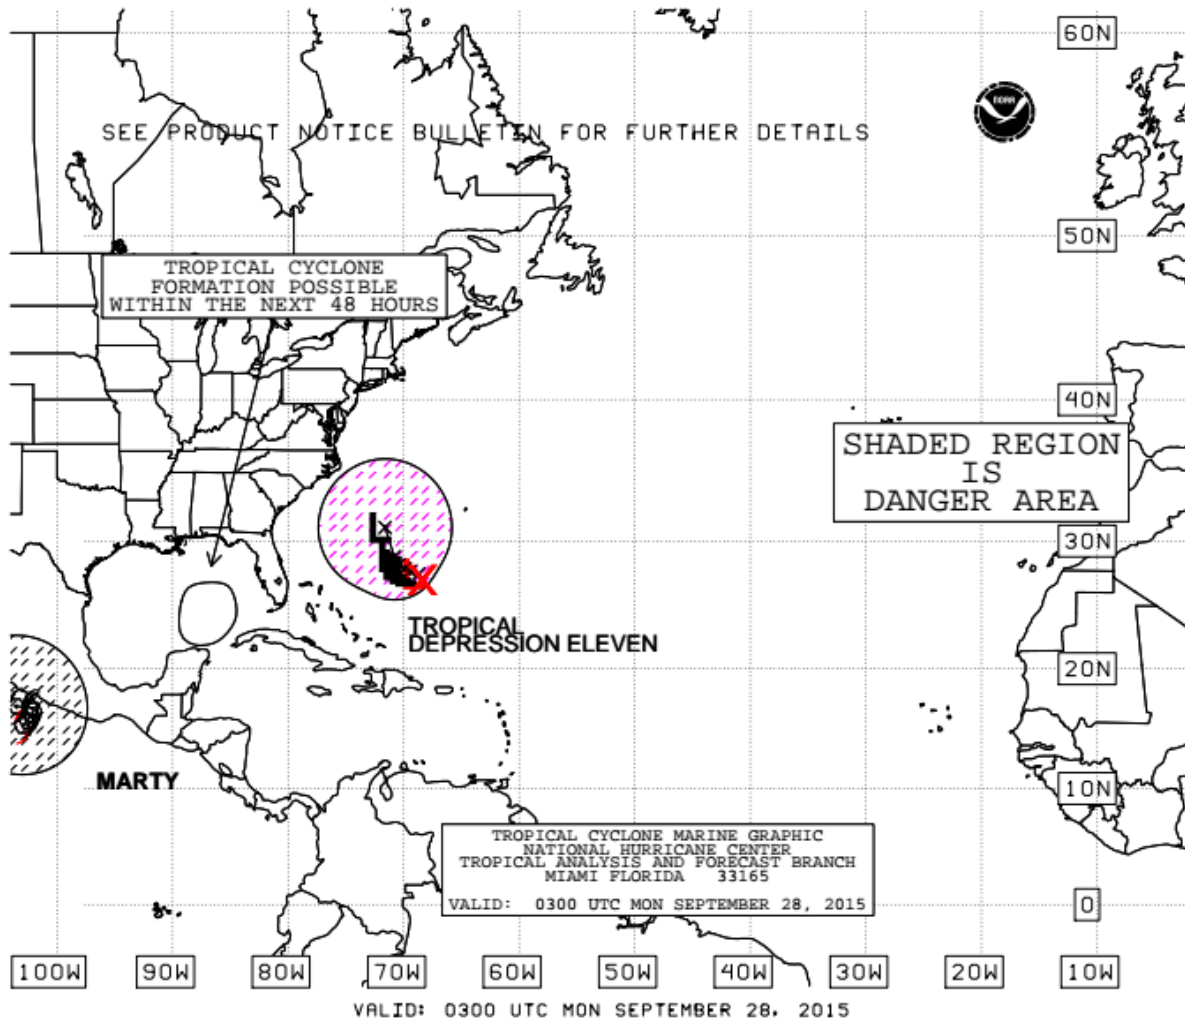 60N
NOAA
SEE PRODUCT NOTICE BULLETIN FOR FURTHER DETAILS
50N
TROPICAL CYCLONE
FORMATION POSSIBLE
WITHIN THE NEXT 48 HOURS
40N
SHADED REGION
IS
DANGER AREA
L
30N
TROPICAL
DEPRESSION ELEVEN
20N
MARTY
10N
TROPICAL CYCLONE MARINE GRAPHIC
NATIONAL HURRICANE CENTER
TROPICAL ANALYSIS AND FORECAST BRANCH
MIAMI FLORIDA 33165
VALID: 0300 UTC MON SEPTEMBER 28, 2015
0
100W 90W 80W 70W 60W 50W 40W 30W 20W 10W
VALID: 0300 UTC MON SEPTEMBER 28, 2015